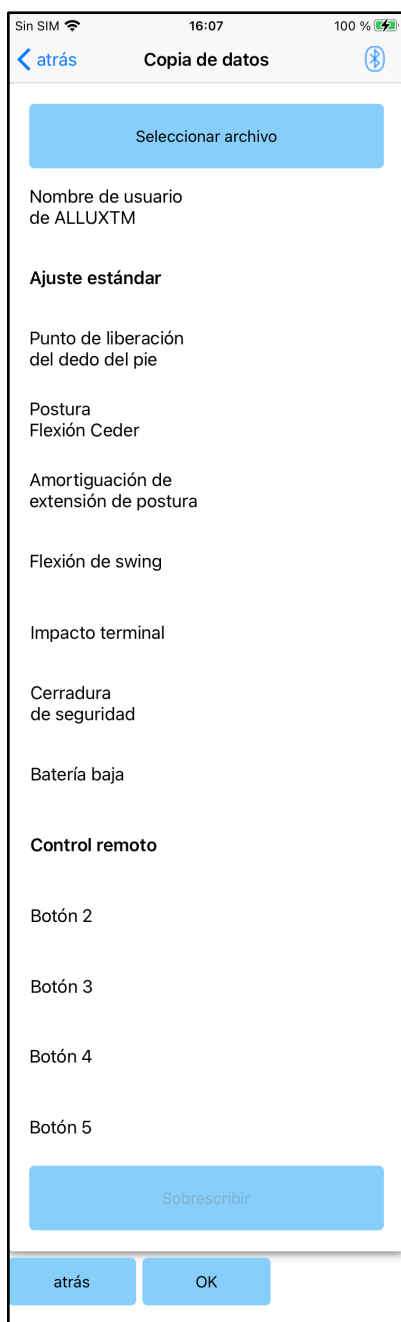 Sin SIM 16:07 100 %
atrás Copia de datos
Seleccionar archivo
Nombre de usuario
de ALLUXTM
Ajuste estándar
Punto de liberación
del dedo del pie
Postura
Flexión Ceder
Amortiguación de
extensión de postura
Flexión de swing
Impacto terminal
Cerradura
de seguridad
Batería baja
Control remoto
Botón 2
Botón 3
Botón 4
Botón 5
Sobrescribir
atrás OK